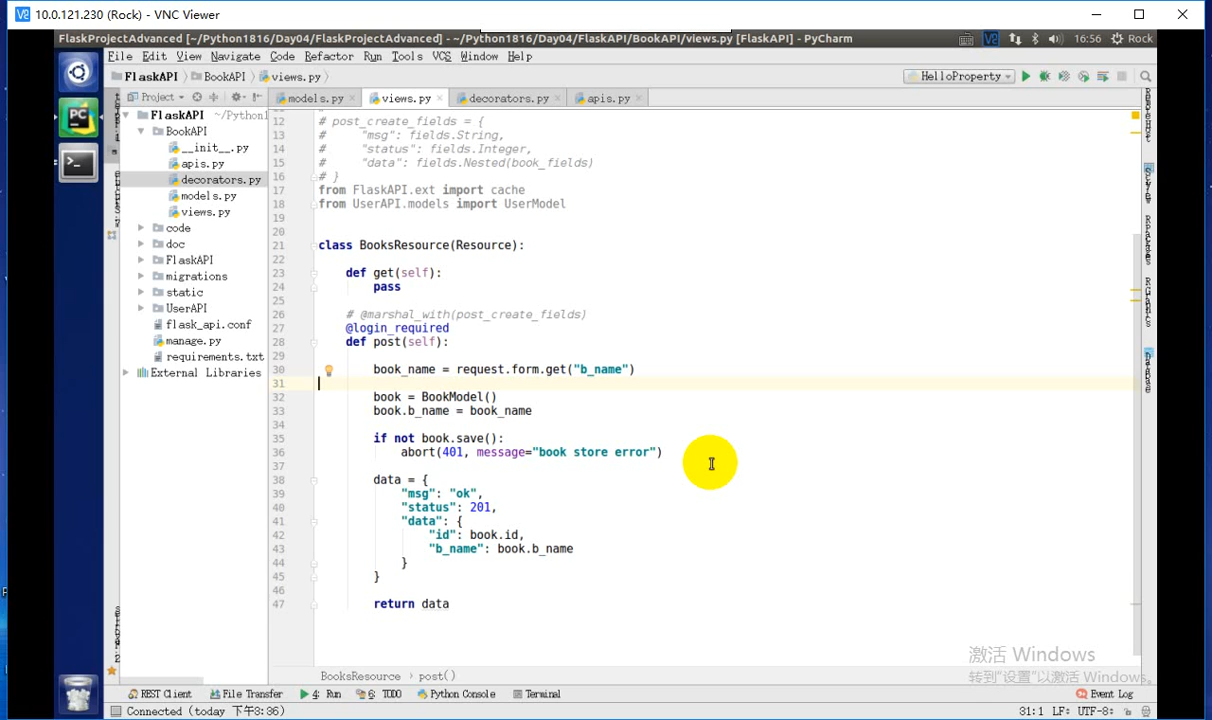 10.0.121.230 (Rock) - VNC Viewer
FlaskProjectAdvanced [~/Python1816/Day04/FlaskProjectAdvanced] - ~/Python1816/Day04/FlaskAPI/BookAPI/views.py [FlaskAPI] - PyCharm
16:56 Rock
File Edit View Navigate Code Refactor Run Tools VCS Window Help
FlaskAPI BookAPI views.py
HelloProperty
Project
models.py views.py decorators.py apis.py
FlaskAPI ~/Python1
BookAPI
__init__.py
apis.py
decorators.py
models.py
views.py
code
doc
FlaskAPI
migrations
static
UserAPI
flask_api.conf
manage.py
requirements.txt
External Libraries
12 # post_create_fields = {
13 #     "msg": fields.String,
14 #     "status": fields.Integer,
15 #     "data": fields.Nested(book_fields)
16 # }
17 from FlaskAPI.ext import cache
18 from UserAPI.models import UserModel
19
20
21 class BooksResource(Resource):
22
23     def get(self):
24         pass
25
26     # @marshal_with(post_create_fields)
27     @login_required
28     def post(self):
29
30         book_name = request.form.get("b_name")
31
32         book = BookModel()
33         book.b_name = book_name
34
35         if not book.save():
36             abort(401, message="book store error")
37
38         data = {
39             "msg": "ok",
40             "status": 201,
41             "data": {
42                 "id": book.id,
43                 "b_name": book.b_name
44             }
45         }
46
47         return data
激活 Windows
转到"设置"以激活 Windows。
BooksResource › post()
REST Client File Transfer 4: Run 6: TODO Python Console Terminal Event Log
Connected (today 下午3:36) 31:1 LF: UTF-8: